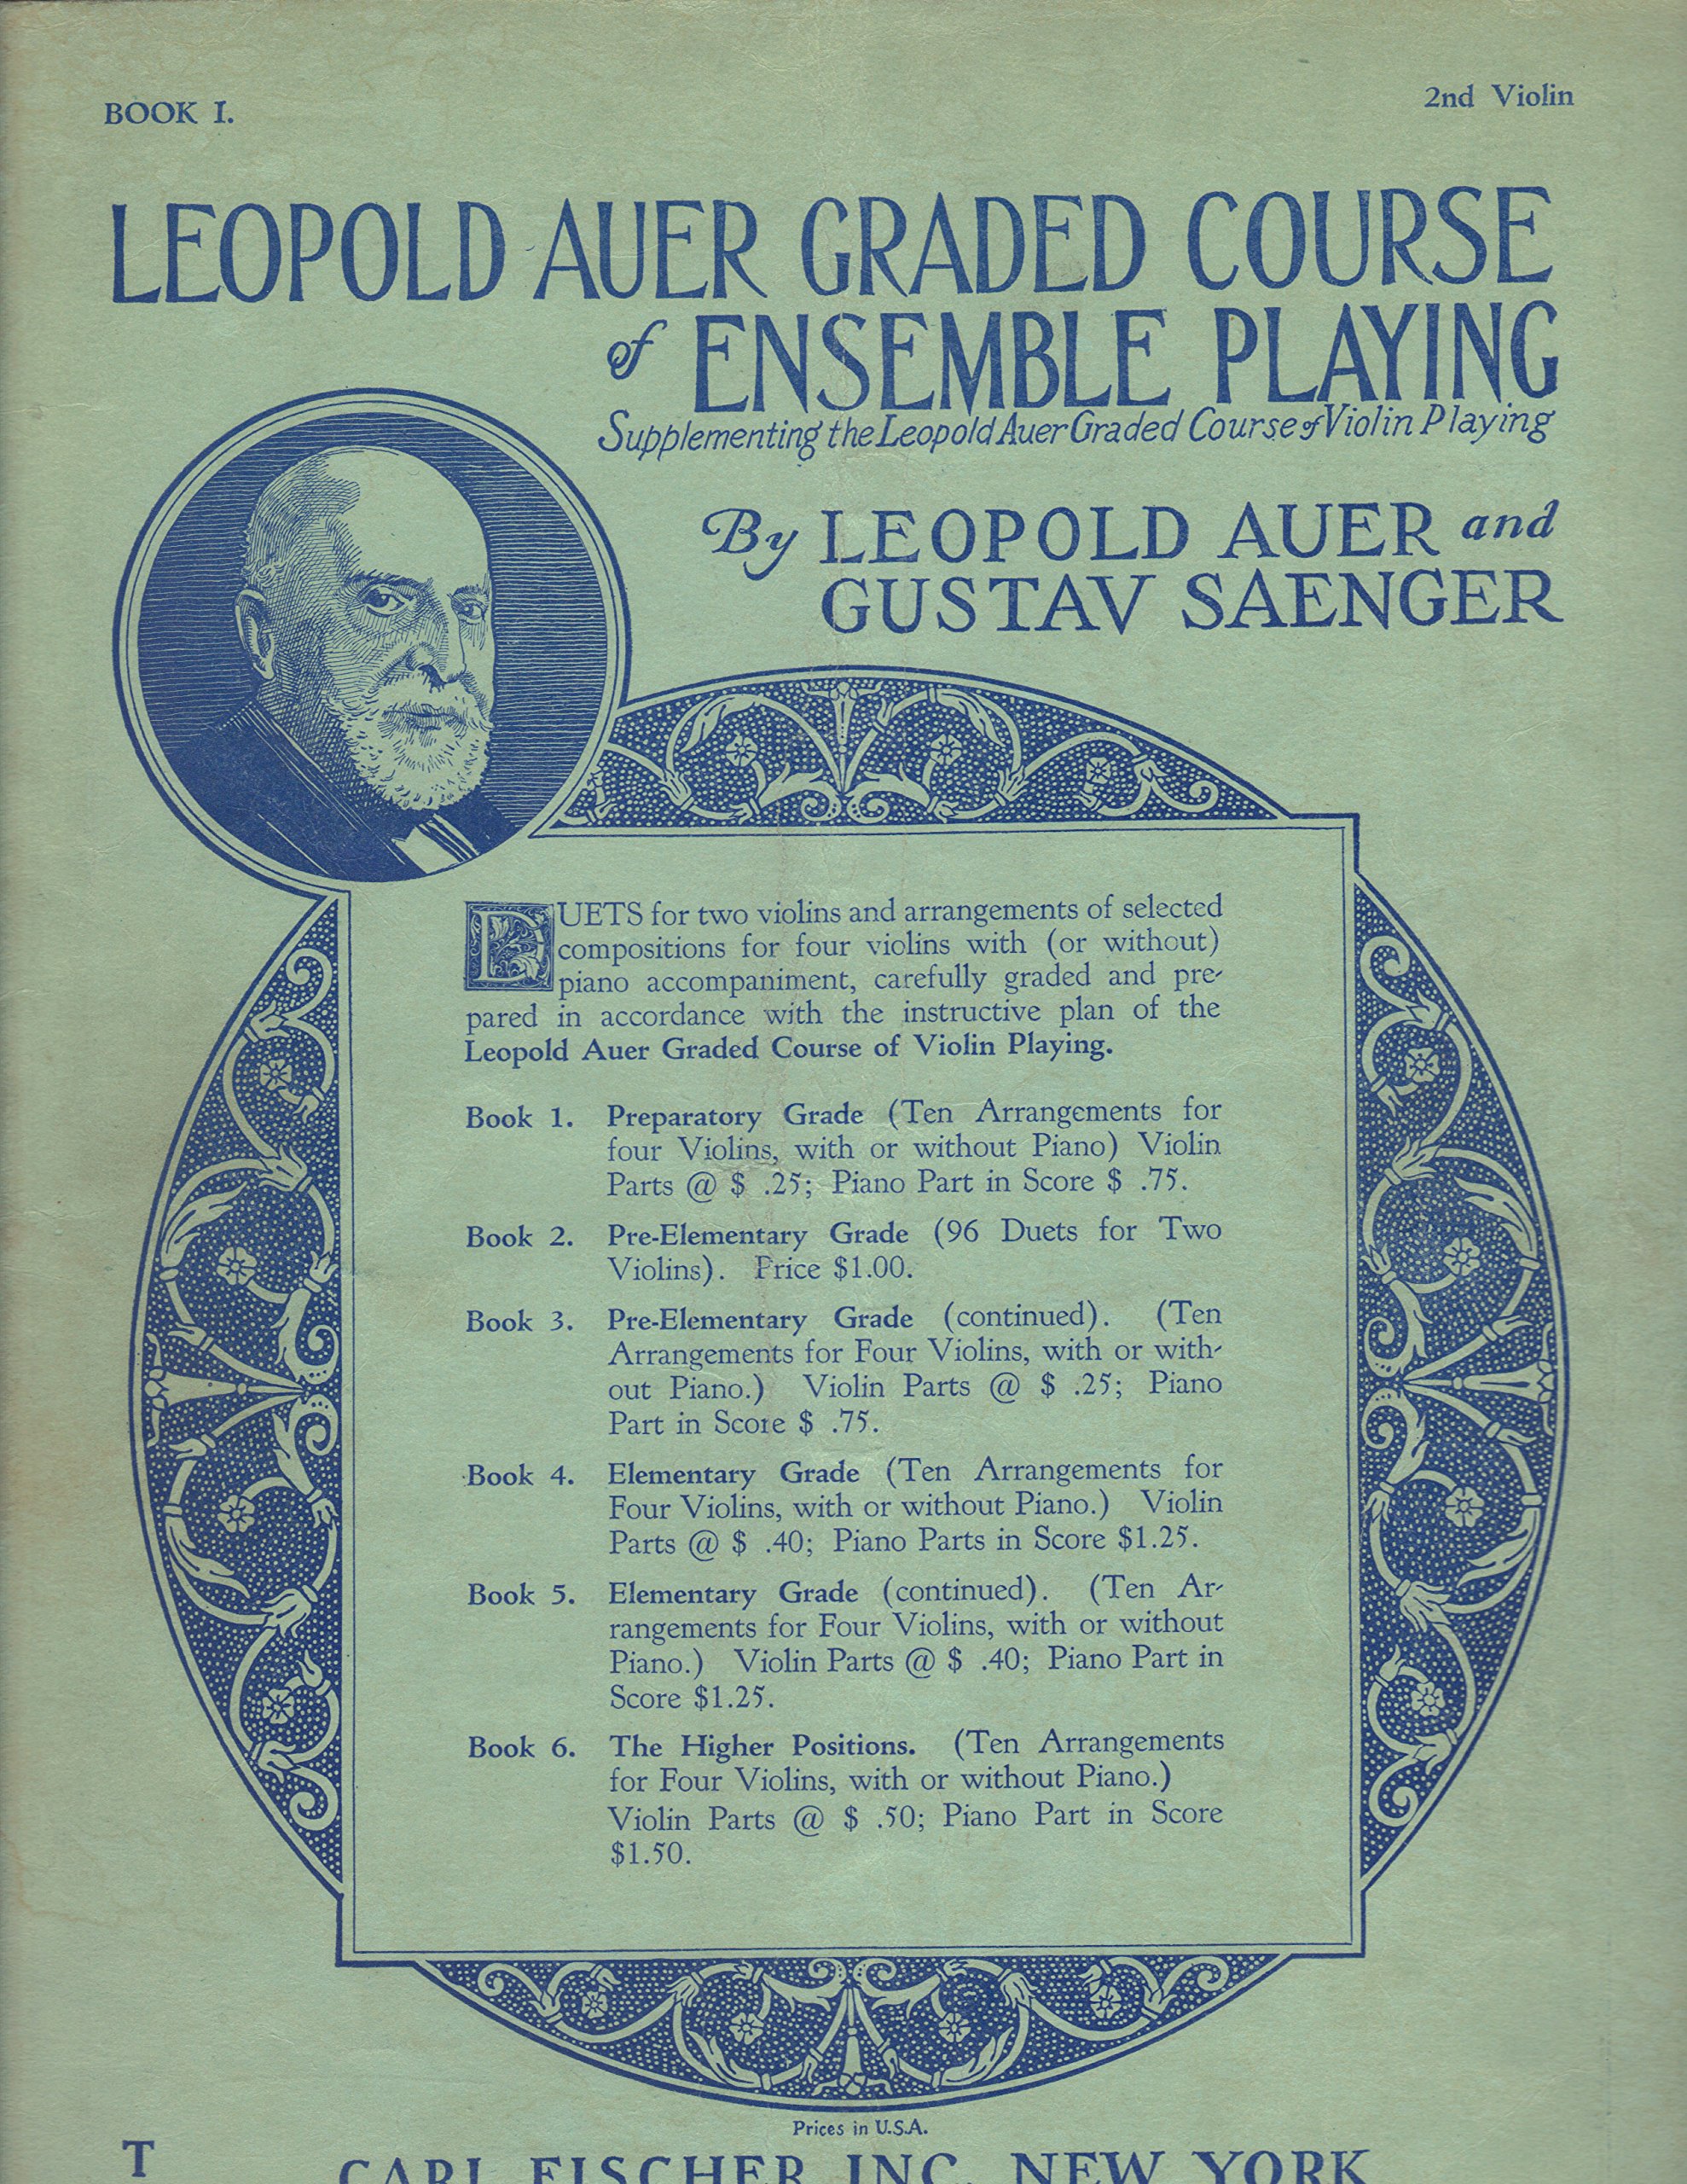 BOOK I.
2nd Violin
LEOPOLD AUER GRADED COURSE
of ENSEMBLE PLAYING
Supplementing the Leopold Auer Graded Course of Violin Playing
By LEOPOLD AUER and
GUSTAV SAENGER
DUETS for two violins and arrangements of selected
compositions for four violins with (or without)
piano accompaniment, carefully graded and pre-
pared in accordance with the instructive plan of the
Leopold Auer Graded Course of Violin Playing.
Book 1. Preparatory Grade (Ten Arrangements for
four Violins, with or without Piano) Violin
Parts @ $ .25; Piano Part in Score $ .75.
Book 2. Pre-Elementary Grade (96 Duets for Two
Violins). Price $1.00.
Book 3. Pre-Elementary Grade (continued). (Ten
Arrangements for Four Violins, with or with-
out Piano.) Violin Parts @ $ .25; Piano
Part in Score $ .75.
Book 4. Elementary Grade (Ten Arrangements for
Four Violins, with or without Piano.) Violin
Parts @ $ .40; Piano Parts in Score $1.25.
Book 5. Elementary Grade (continued). (Ten Ar-
rangements for Four Violins, with or without
Piano.) Violin Parts @ $ .40; Piano Part in
Score $1.25.
Book 6. The Higher Positions. (Ten Arrangements
for Four Violins, with or without Piano.)
Violin Parts @ $ .50; Piano Part in Score
$1.50.
Prices in U.S.A.
T
CARL FISCHER INC. NEW YORK